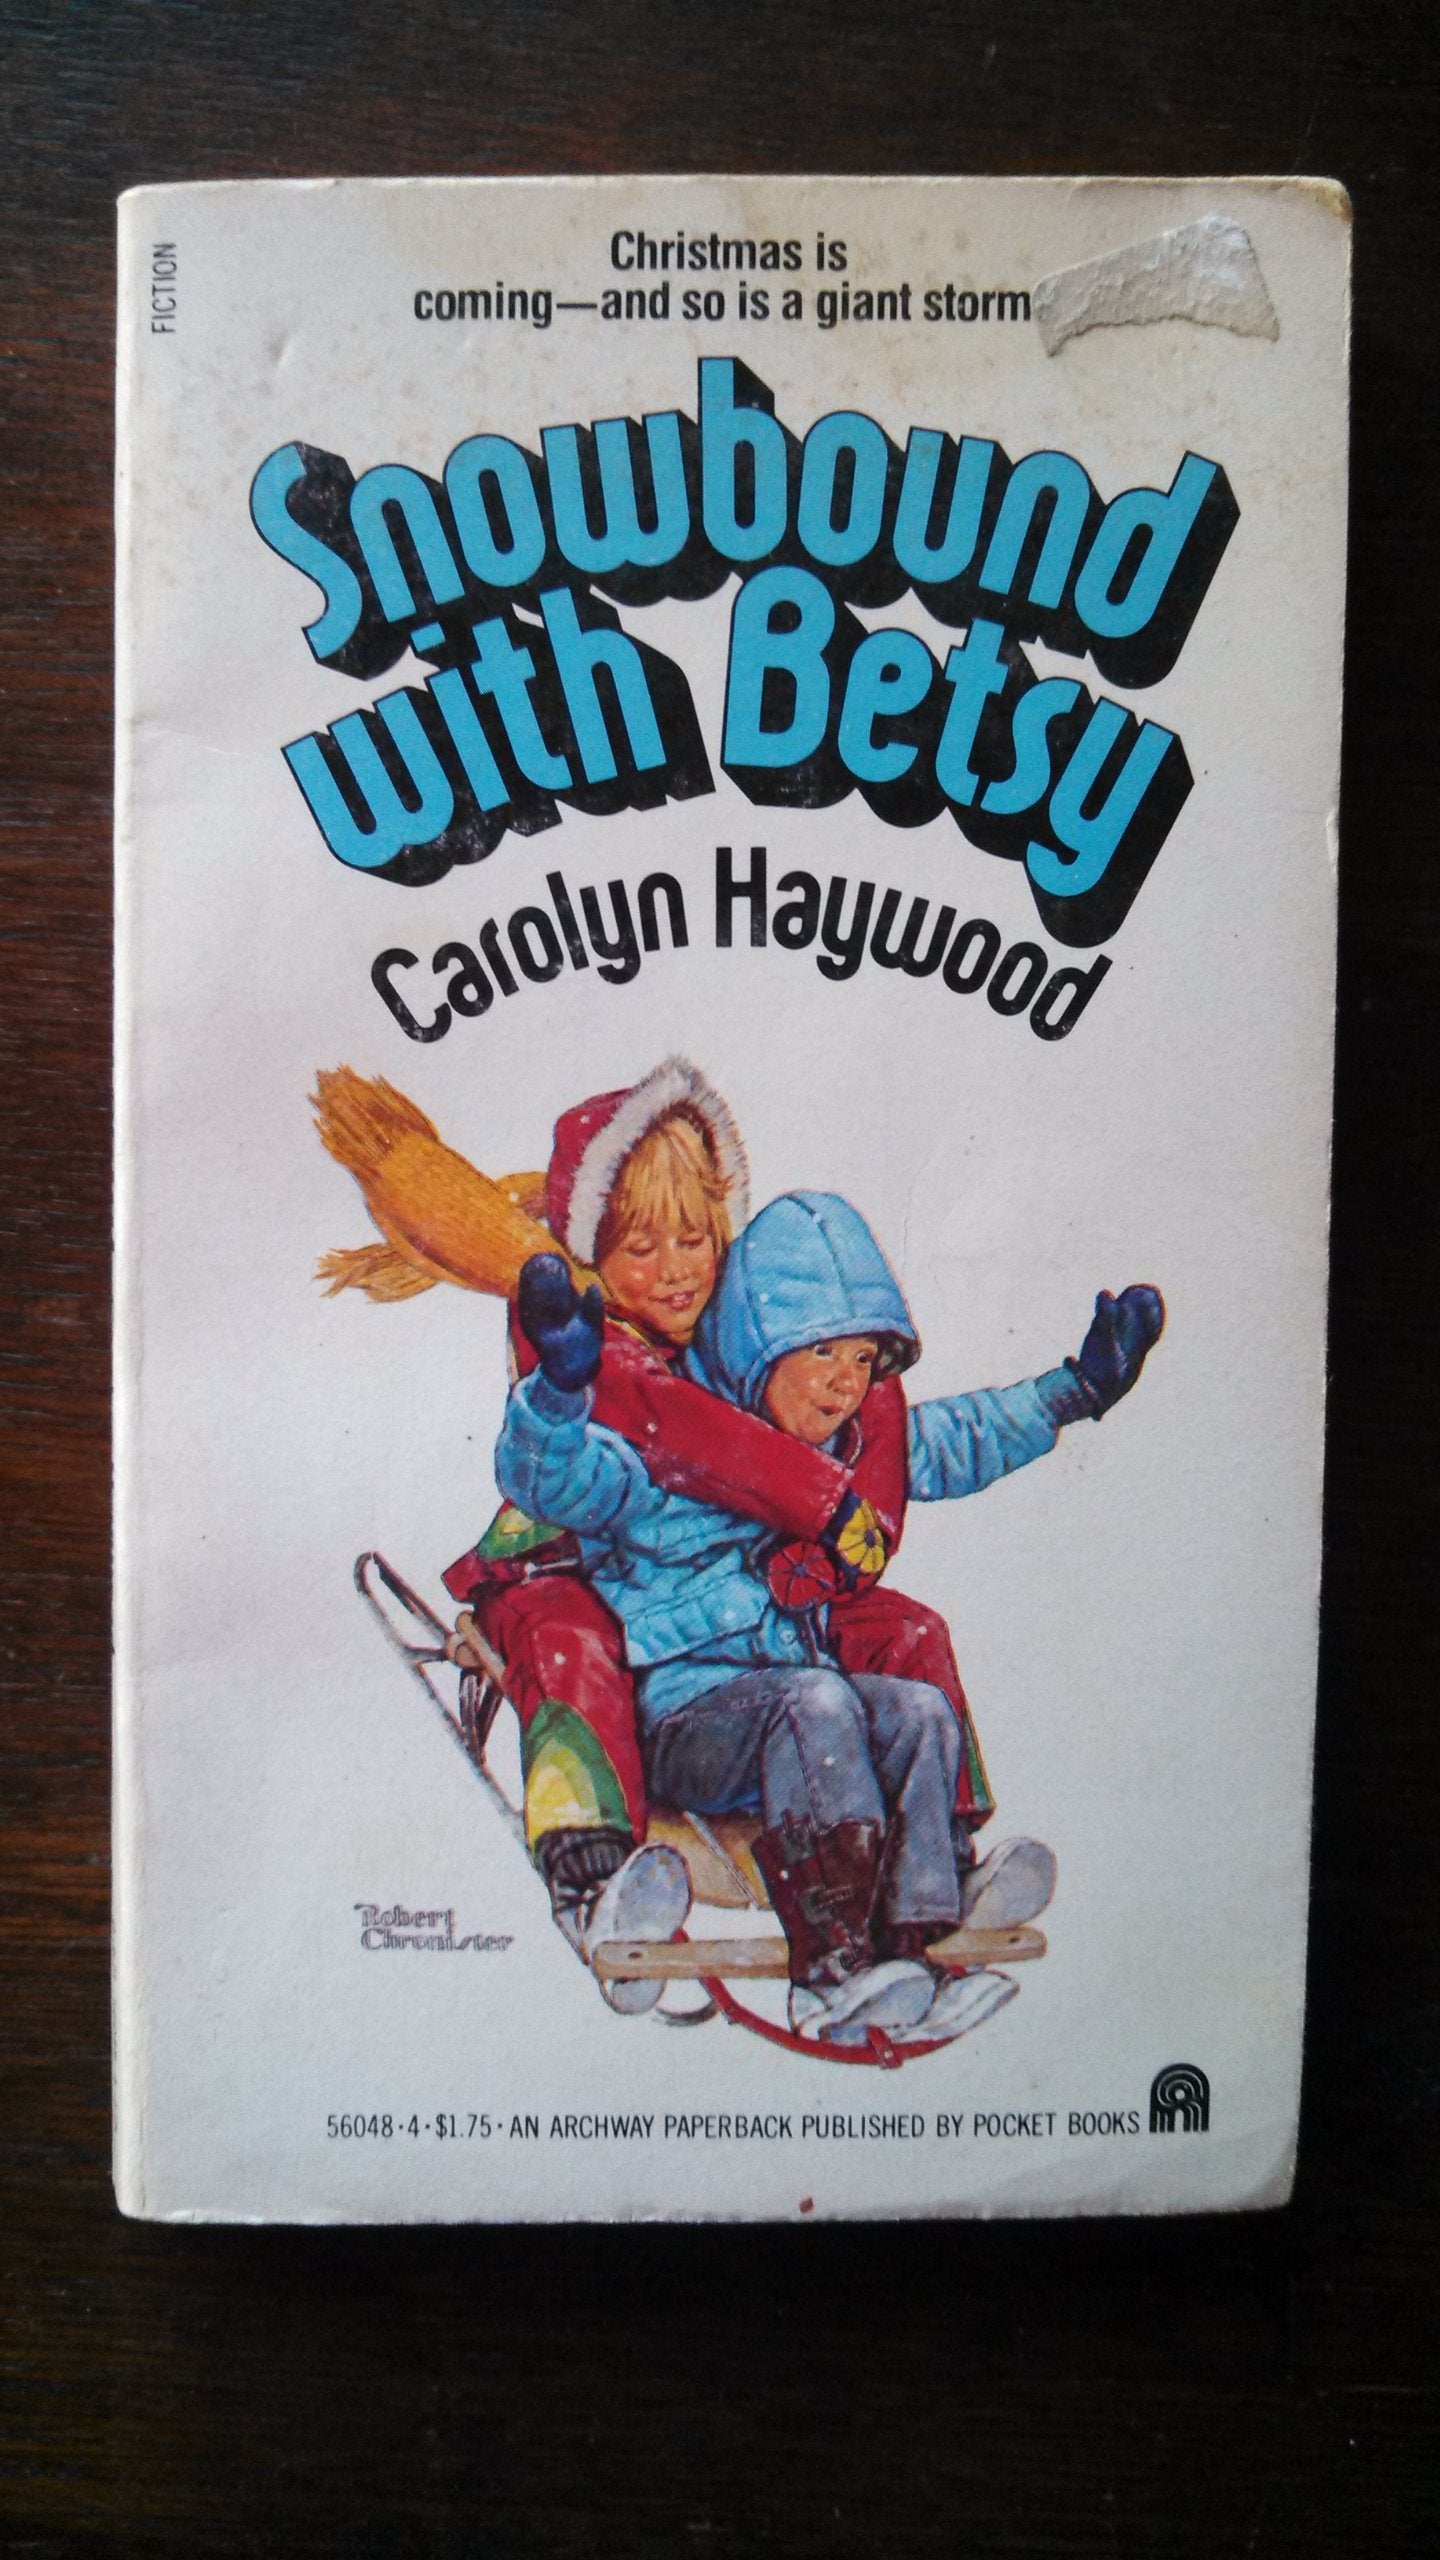 FICTION
Christmas is
coming—and so is a giant storm
Snowbound
with Betsy
Carolyn Haywood
Robert
Chronister
56048·4·$1.75·AN ARCHWAY PAPERBACK PUBLISHED BY POCKET BOOKS